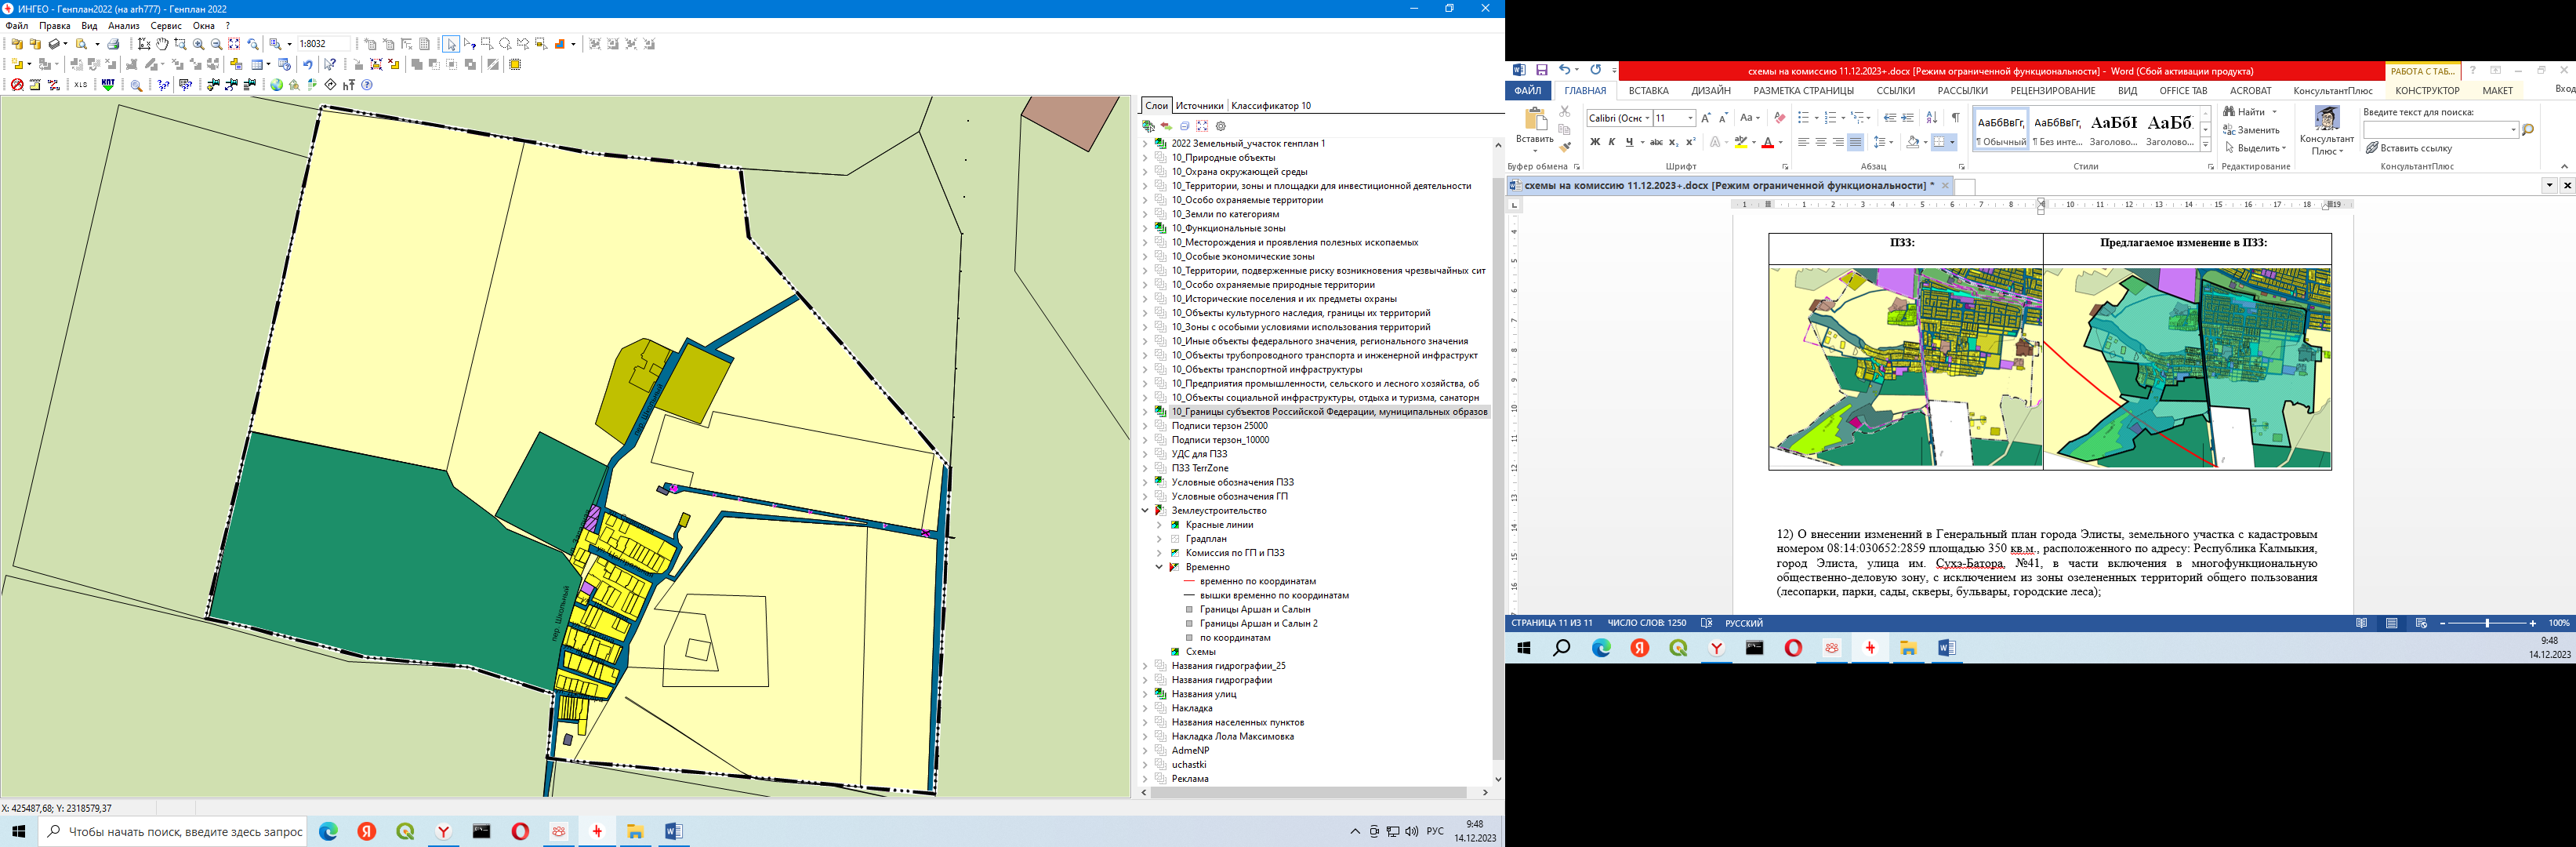 ИНГЕО - Генплан2022 (на arh777) - Генплан 2022
Файл Правка Вид Анализ Сервис Окна ?
1:8032
XLS КПТ
пер. Школьный
пер. Школьный
Слои Источники Классификатор 10
2022 Земельный_участок генплан 1
10_Природные объекты
10_Охрана окружающей среды
10_Территории, зоны и площадки для инвестиционной деятельности
10_Особо охраняемые территории
10_Земли по категориям
10_Функциональные зоны
10_Месторождения и проявления полезных ископаемых
10_Особые экономические зоны
10_Территории, подверженные риску возникновения чрезвычайных сит
10_Особо охраняемые природные территории
10_Исторические поселения и их предметы охраны
10_Объекты культурного наследия, границы их территорий
10_Зоны с особыми условиями использования территорий
10_Иные объекты федерального значения, регионального значения
10_Объекты трубопроводного транспорта и инженерной инфраструкт
10_Объекты транспортной инфраструктуры
10_Предприятия промышленности, сельского и лесного хозяйства, об
10_Объекты социальной инфраструктуры, отдыха и туризма, санаторн
10_Границы субъектов Российской Федерации, муниципальных образов
Подписи терзон 25000
Подписи терзон_10000
УДС для ПЗЗ
ПЗЗ TerrZone
Условные обозначения ПЗЗ
Условные обозначения ГП
Землеустроительство
Красные линии
Градплан
Комиссия по ГП и ПЗЗ
Временно
временно по координатам
вышки временно по координатам
Границы Аршан и Салын
Границы Аршан и Салын 2
по координатам
Схемы
Названия гидрографии_25
Названия гидрографии
Названия улиц
Накладка
Названия населенных пунктов
Накладка Лола Максимовка
AdmeNP
uchastki
Реклама
X: 425487,68; Y: 2318579,37
Чтобы начать поиск, введите здесь запрос
РУС
9:48
14.12.2023
схемы на комиссию 11.12.2023+.docx [Режим ограниченной функциональности] - Word (Сбой активации продукта)
РАБОТА С ТАБ...
ФАЙЛ ГЛАВНАЯ ВСТАВКА ДИЗАЙН РАЗМЕТКА СТРАНИЦЫ ССЫЛКИ РАССЫЛКИ РЕЦЕНЗИРОВАНИЕ ВИД OFFICE TAB ACROBAT КонсультантПлюс КОНСТРУКТОР МАКЕТ Вход
Вставить
Calibri (Оснс 11
Ж К Ч abc x₂ x²
АаБбВвГг, АаБбВвГг, АаБбІ АаБб
¶ Обычный ¶ Без инте... Заголово... Заголово...
Найти
Заменить
Выделить
Консультант
Плюс
Введите текст для поиска:
Вставить ссылку
Буфер обмена Шрифт Абзац Стили Редактирование КонсультантПлюс
схемы на комиссию 11.12.2023+.docx [Режим ограниченной функциональности] *
ПЗЗ: Предлагаемое изменение в ПЗЗ:
12) О внесении изменений в Генеральный план города Элисты, земельного участка с кадастровым
номером 08:14:030652:2859 площадью 350 кв.м., расположенного по адресу: Республика Калмыкия,
город Элиста, улица им. Сухэ-Батора, №41, в части включения в многофункциональную
общественно-деловую зону, с исключением из зоны озелененных территорий общего пользования
(лесопарки, парки, сады, скверы, бульвары, городские леса);
СТРАНИЦА 11 ИЗ 11 ЧИСЛО СЛОВ: 1250 РУССКИЙ
100%
9:48
14.12.2023